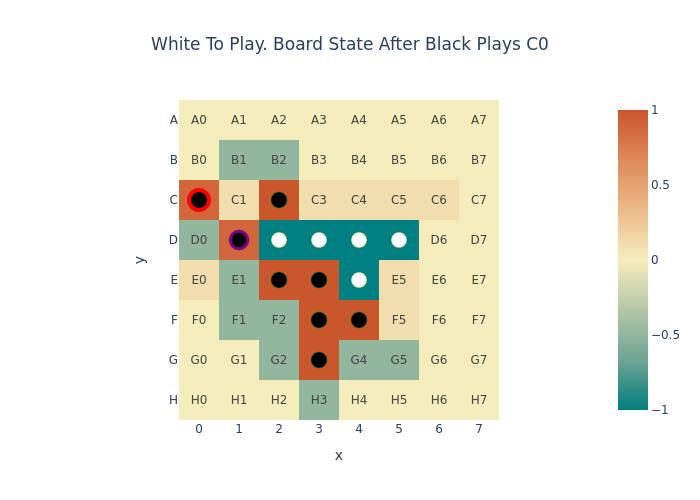 White To Play. Board State After Black Plays C0
A A0 A1 A2 A3 A4 A5 A6 A7 1
B B0 B1 B2 B3 B4 B5 B6 B7 0.5
C C1 C3 C4 C5 C6 C7
D D0 D6 D7 0
E E0 E1 E5 E6 E7
F F0 F1 F2 F5 F6 F7 −0.5
G G0 G1 G2 G4 G5 G6 G7
H H0 H1 H2 H3 H4 H5 H6 H7 −1
0 1 2 3 4 5 6 7
x
y